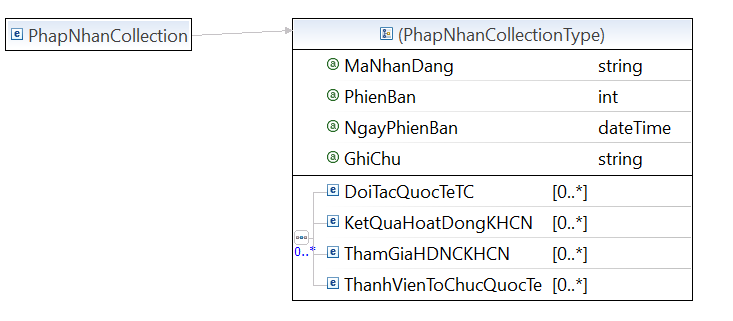 PhapNhanCollection
(PhapNhanCollectionType)
MaNhanDang string
PhienBan int
NgayPhienBan dateTime
GhiChu string
DoiTacQuocTeTC [0..*]
KetQuaHoatDongKHCN [0..*]
0..*
ThamGiaHDNCKHCN [0..*]
ThanhVienToChucQuocTe [0..*]